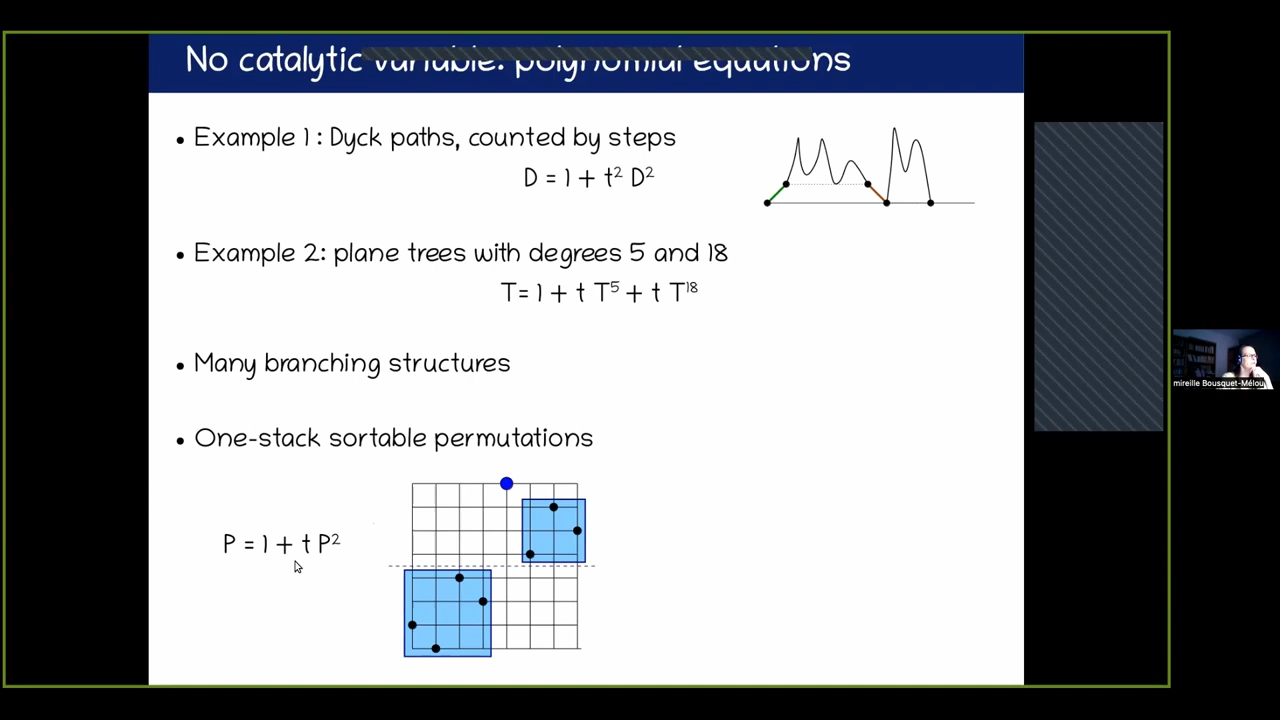 No catalytic variable: polynomial equations
• Example 1: Dyck paths, counted by steps
D = 1 + t² D²
• Example 2: plane trees with degrees 5 and 18
T= 1 + t T⁵ + t T¹⁸
• Many branching structures
mireille Bousquet-Mélou
• One-stack sortable permutations
P = 1 + t P²